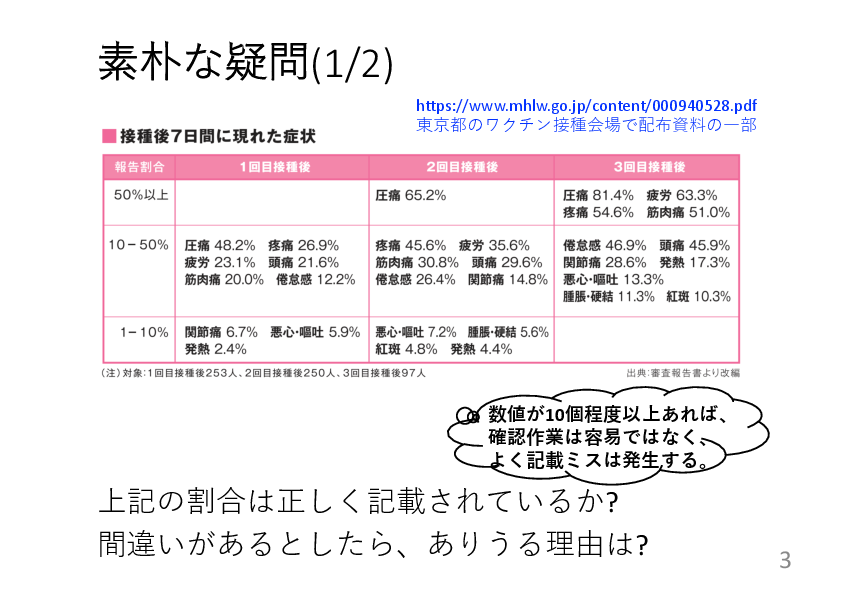 素朴な疑問(1/2)
https://www.mhlw.go.jp/content/000940528.pdf
東京都のワクチン接種会場で配布資料の一部
■接種後7日間に現れた症状
報告割合 1回目接種後 2回目接種後 3回目接種後
50%以上 圧痛 65.2% 圧痛 81.4% 疲労 63.3%
疼痛 54.6% 筋肉痛 51.0%
10−50% 圧痛 48.2% 疼痛 26.9% 疼痛 45.6% 疲労 35.6% 倦怠感 46.9% 頭痛 45.9%
疲労 23.1% 頭痛 21.6% 筋肉痛 30.8% 頭痛 29.6% 関節痛 28.6% 発熱 17.3%
筋肉痛 20.0% 倦怠感 12.2% 倦怠感 26.4% 関節痛 14.8% 悪心・嘔吐 13.3%
腫脹・硬結 11.3% 紅斑 10.3%
1−10% 関節痛 6.7% 悪心・嘔吐 5.9% 悪心・嘔吐 7.2% 腫脹・硬結 5.6%
発熱 2.4% 紅斑 4.8% 発熱 4.4%
(注)対象:1回目接種後253人、2回目接種後250人、3回目接種後97人 出典:審査報告書より改編
数値が10個程度以上あれば、
確認作業は容易ではなく、
よく記載ミスは発生する。
上記の割合は正しく記載されているか?
間違いがあるとしたら、ありうる理由は?
3